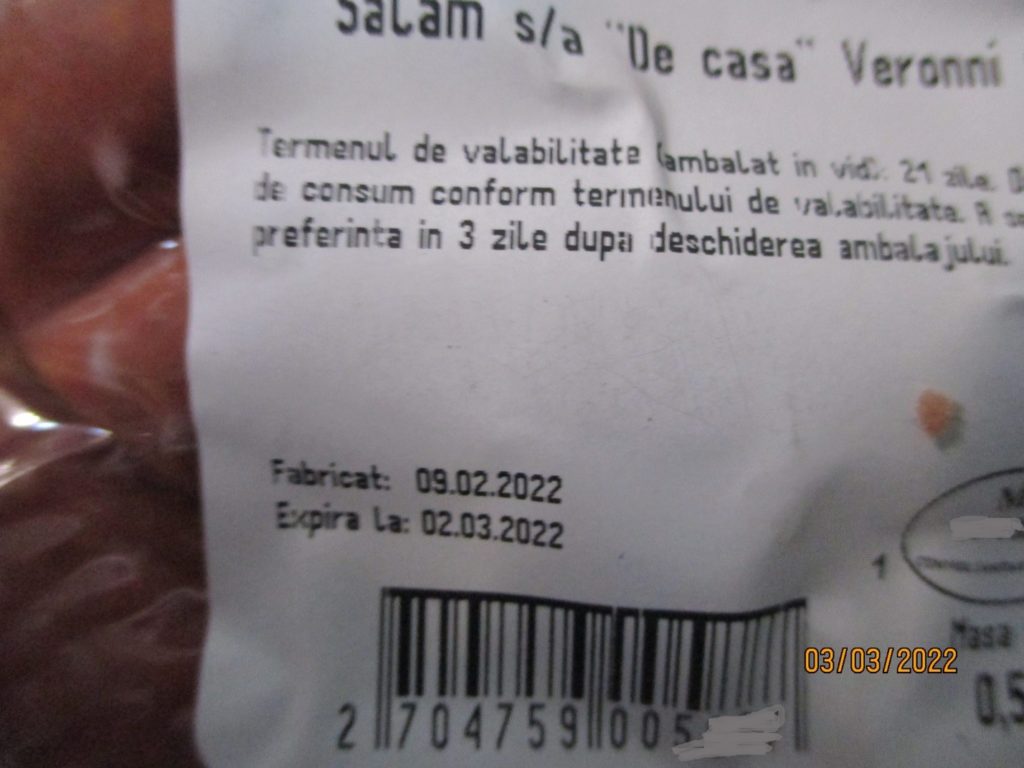 Salam s/a "De casa" Veronni
Termenul de valabilitate (ambalat in vid): 21 zile.
de consum conform termenului de valabilitate. A
preferinta in 3 zile dupa deschiderea ambalajului.
Fabricat: 09.02.2022
Expira la: 02.03.2022
1
Masa
03/03/2022
0,5
2 704759 005